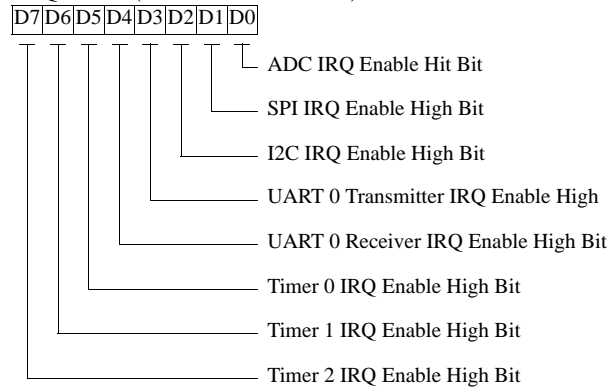 D7 D6 D5 D4 D3 D2 D1 D0
ADC IRQ Enable Hit Bit
SPI IRQ Enable High Bit
I2C IRQ Enable High Bit
UART 0 Transmitter IRQ Enable High
UART 0 Receiver IRQ Enable High Bit
Timer 0 IRQ Enable High Bit
Timer 1 IRQ Enable High Bit
Timer 2 IRQ Enable High Bit